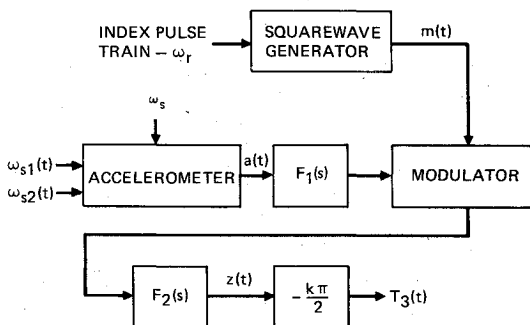 INDEX PULSE
TRAIN – ω_r
SQUAREWAVE
GENERATOR
m(t)
ω_s
ω_s1(t)
ω_s2(t)
ACCELEROMETER
a(t)
F_1(s)
MODULATOR
F_2(s)
z(t)
– kπ/2
T_3(t)